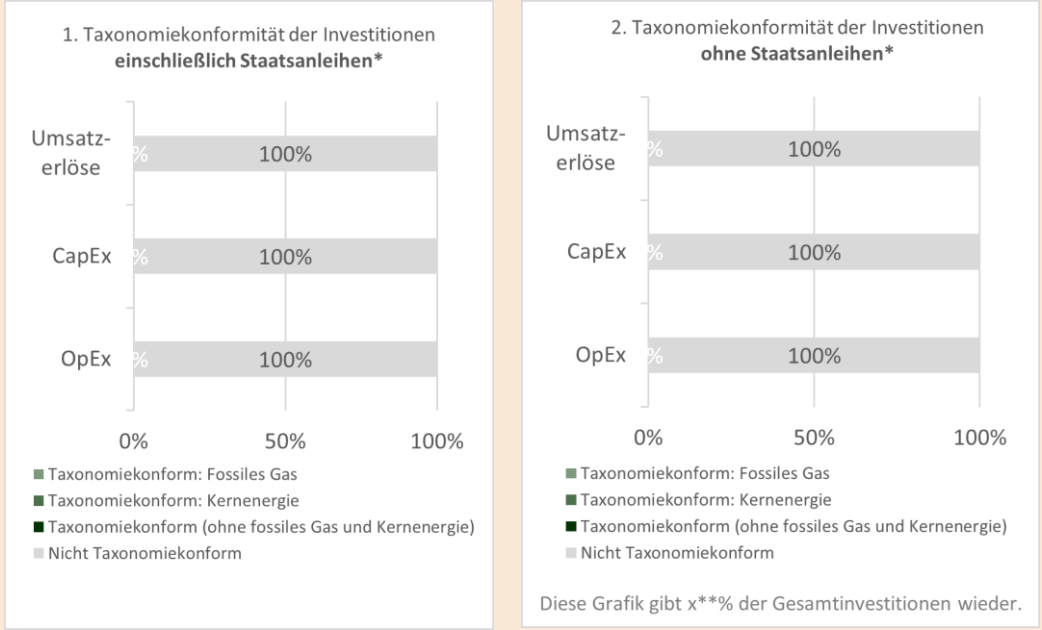 1. Taxonomiekonformität der Investitionen
einschließlich Staatsanleihen*
Umsatz-
erlöse
%
100%
CapEx
%
100%
OpEx
%
100%
0%
50%
100%
Taxonomiekonform: Fossiles Gas
Taxonomiekonform: Kernenergie
Taxonomiekonform (ohne fossiles Gas und Kernenergie)
Nicht Taxonomiekonform
2. Taxonomiekonformität der Investitionen
ohne Staatsanleihen*
Umsatz-
erlöse
%
100%
CapEx
%
100%
OpEx
%
100%
0%
50%
100%
Taxonomiekonform: Fossiles Gas
Taxonomiekonform: Kernenergie
Taxonomiekonform (ohne fossiles Gas und Kernenergie)
Nicht Taxonomiekonform
Diese Grafik gibt x**% der Gesamtinvestitionen wieder.